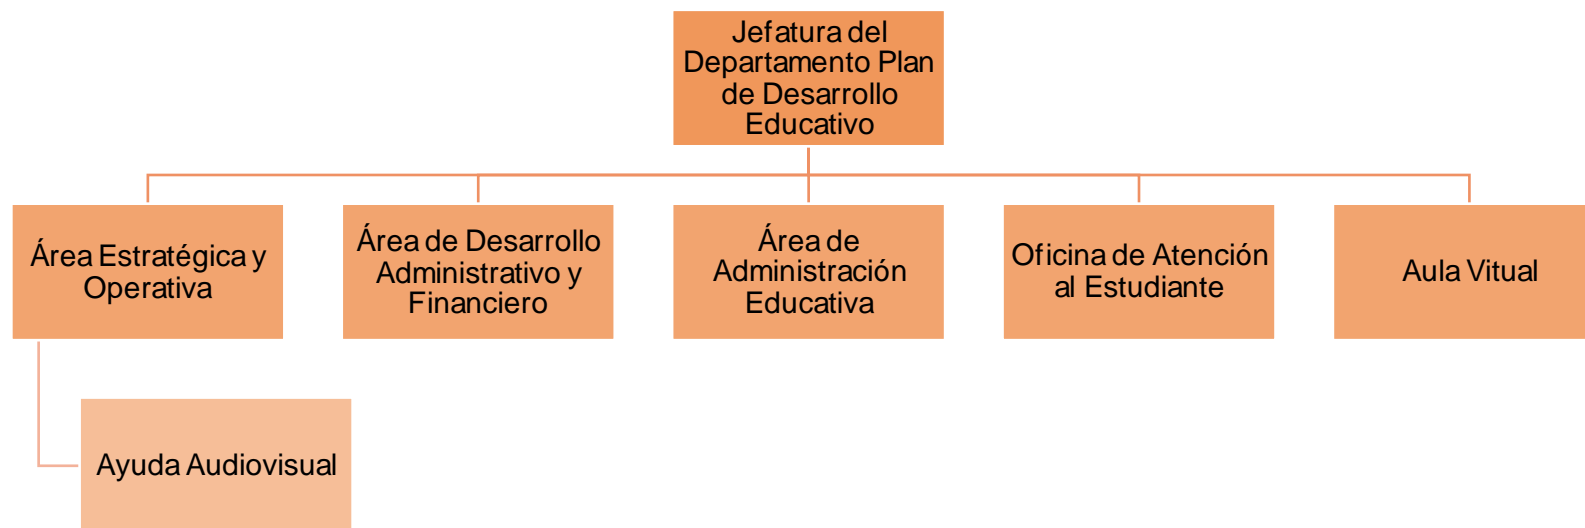 Jefatura del
Departamento Plan
de Desarrollo
Educativo
Área Estratégica y
Operativa
Área de Desarrollo
Administrativo y
Financiero
Área de
Administración
Educativa
Oficina de Atención
al Estudiante
Aula Vitual
Ayuda Audiovisual